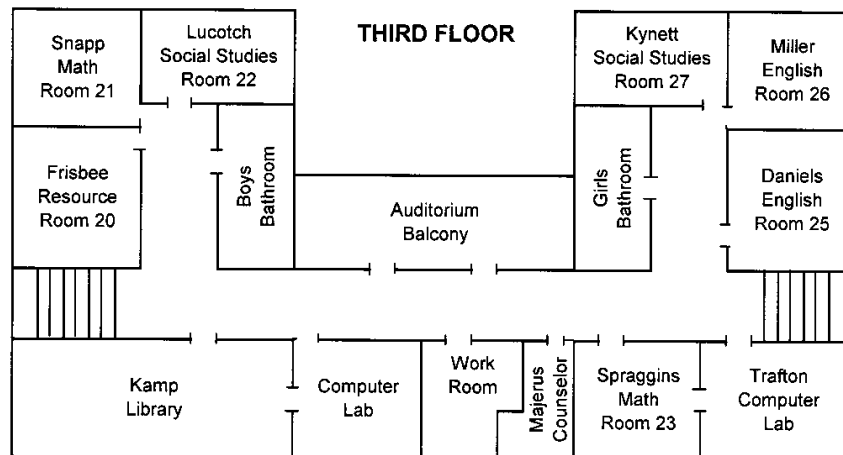 THIRD FLOOR
Snapp
Math
Room 21
Lucotch
Social Studies
Room 22
Kynett
Social Studies
Room 27
Miller
English
Room 26
Frisbee
Resource
Room 20
Boys
Bathroom
Auditorium
Balcony
Girls
Bathroom
Daniels
English
Room 25
Kamp
Library
Computer
Lab
Work
Room
Majerus
Counselor
Spraggins
Math
Room 23
Trafton
Computer
Lab